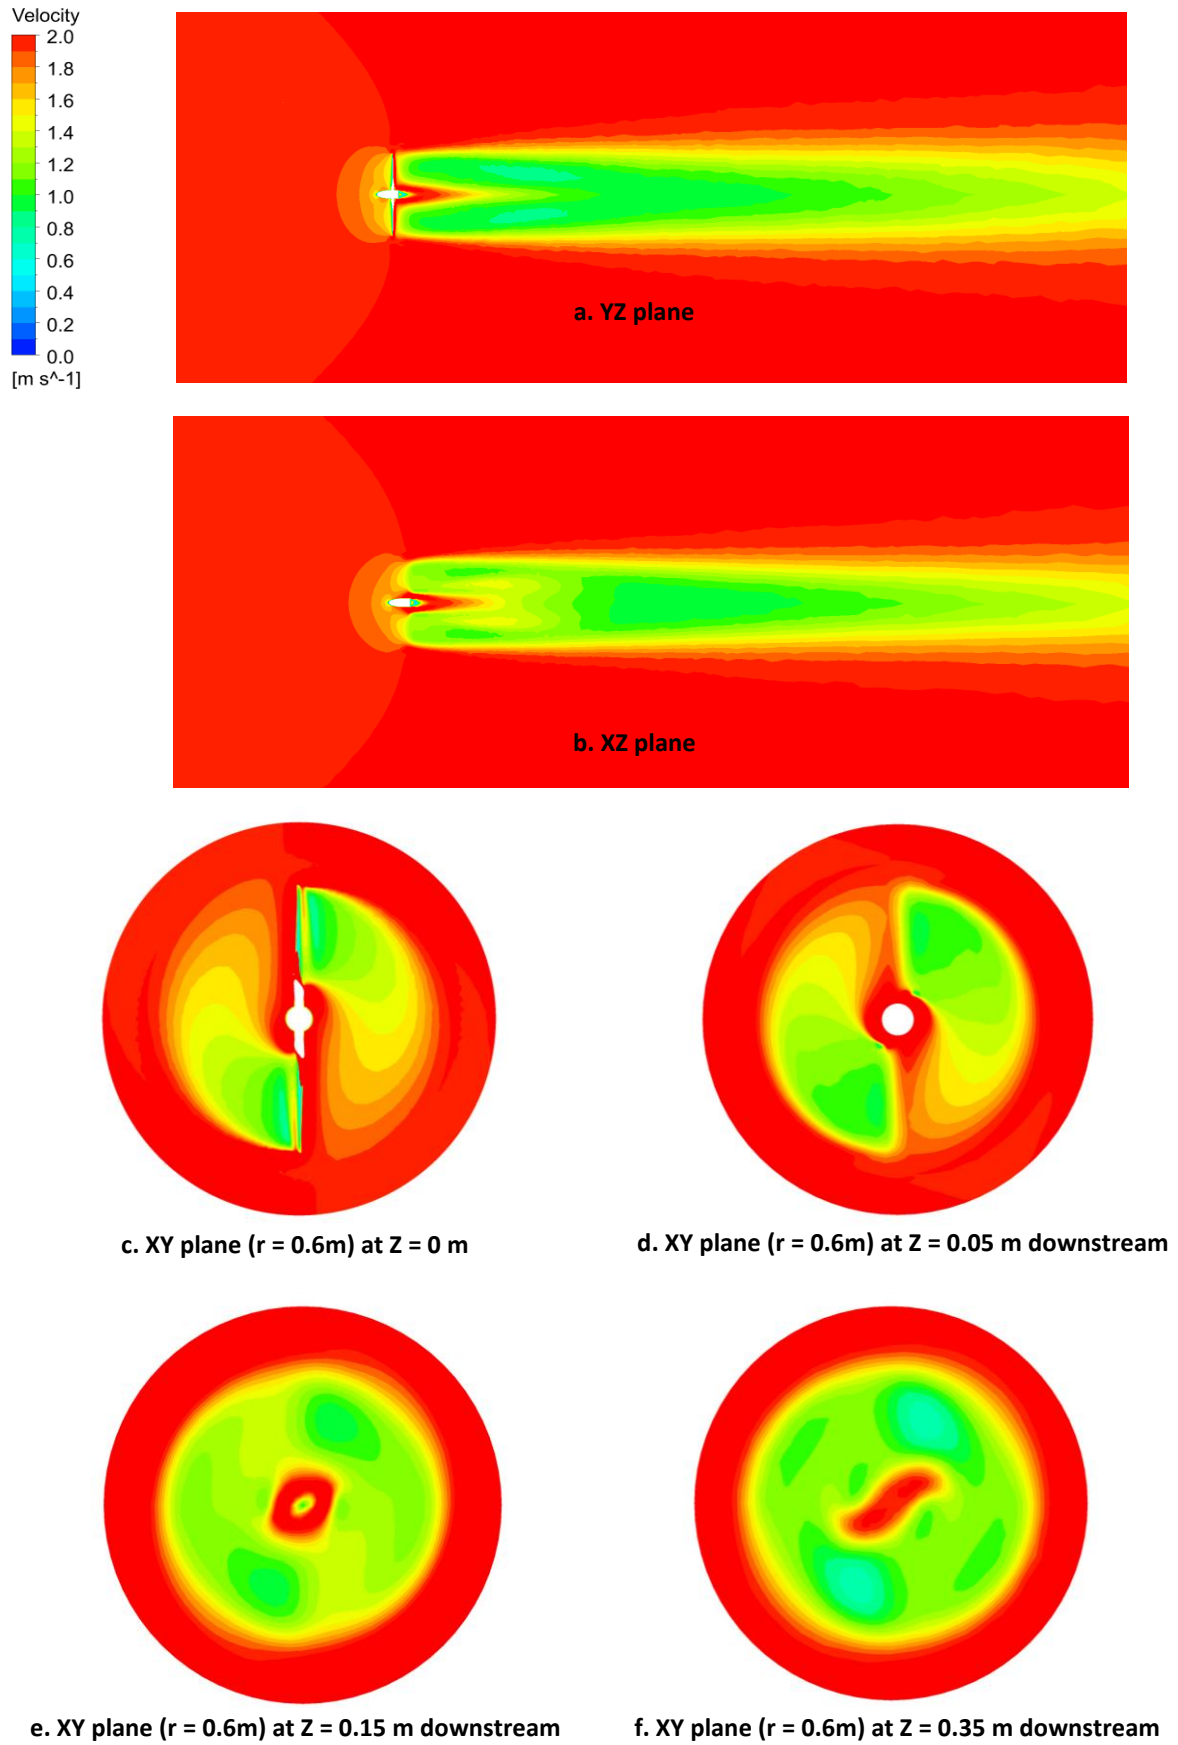 Velocity
2.0
1.8
1.6
1.4
1.2
1.0
0.8
0.6
0.4
0.2
0.0
[m s^-1]
a. YZ plane
b. XZ plane
c. XY plane (r = 0.6m) at Z = 0 m
d. XY plane (r = 0.6m) at Z = 0.05 m downstream
e. XY plane (r = 0.6m) at Z = 0.15 m downstream
f. XY plane (r = 0.6m) at Z = 0.35 m downstream